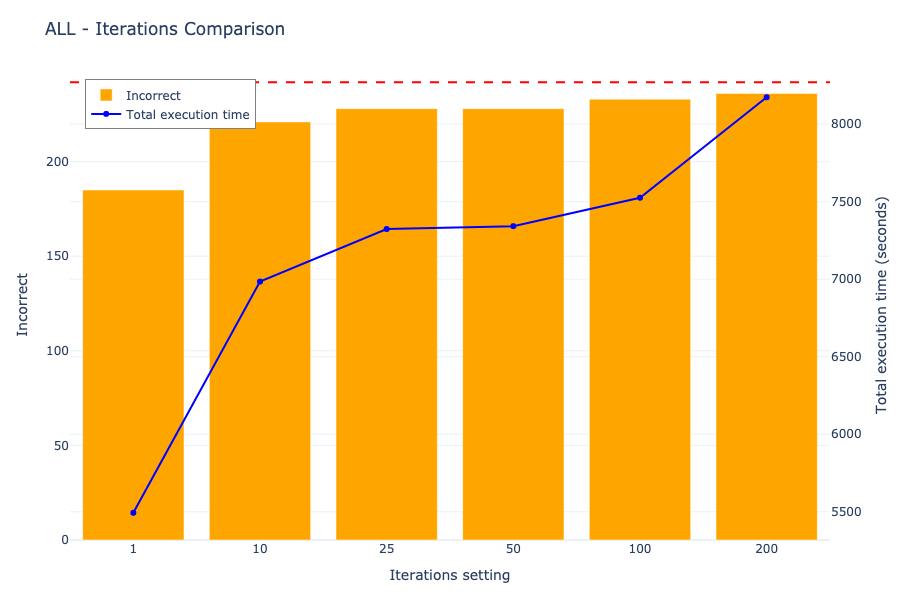 ALL - Iterations Comparison
Incorrect
Total execution time
200
150
100
50
0
Incorrect
8000
7500
7000
6500
6000
5500
Total execution time (seconds)
1 10 25 50 100 200
Iterations setting